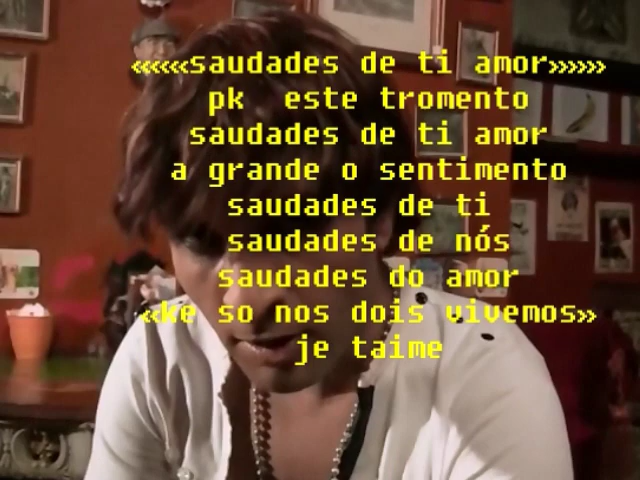 ««««««saudades de ti amor»»»»»»
pk este tromento
saudades de ti amor
a grande o sentimento
saudades de ti
saudades de nós
saudades do amor
«ke so nos dois vivemos»
je taime